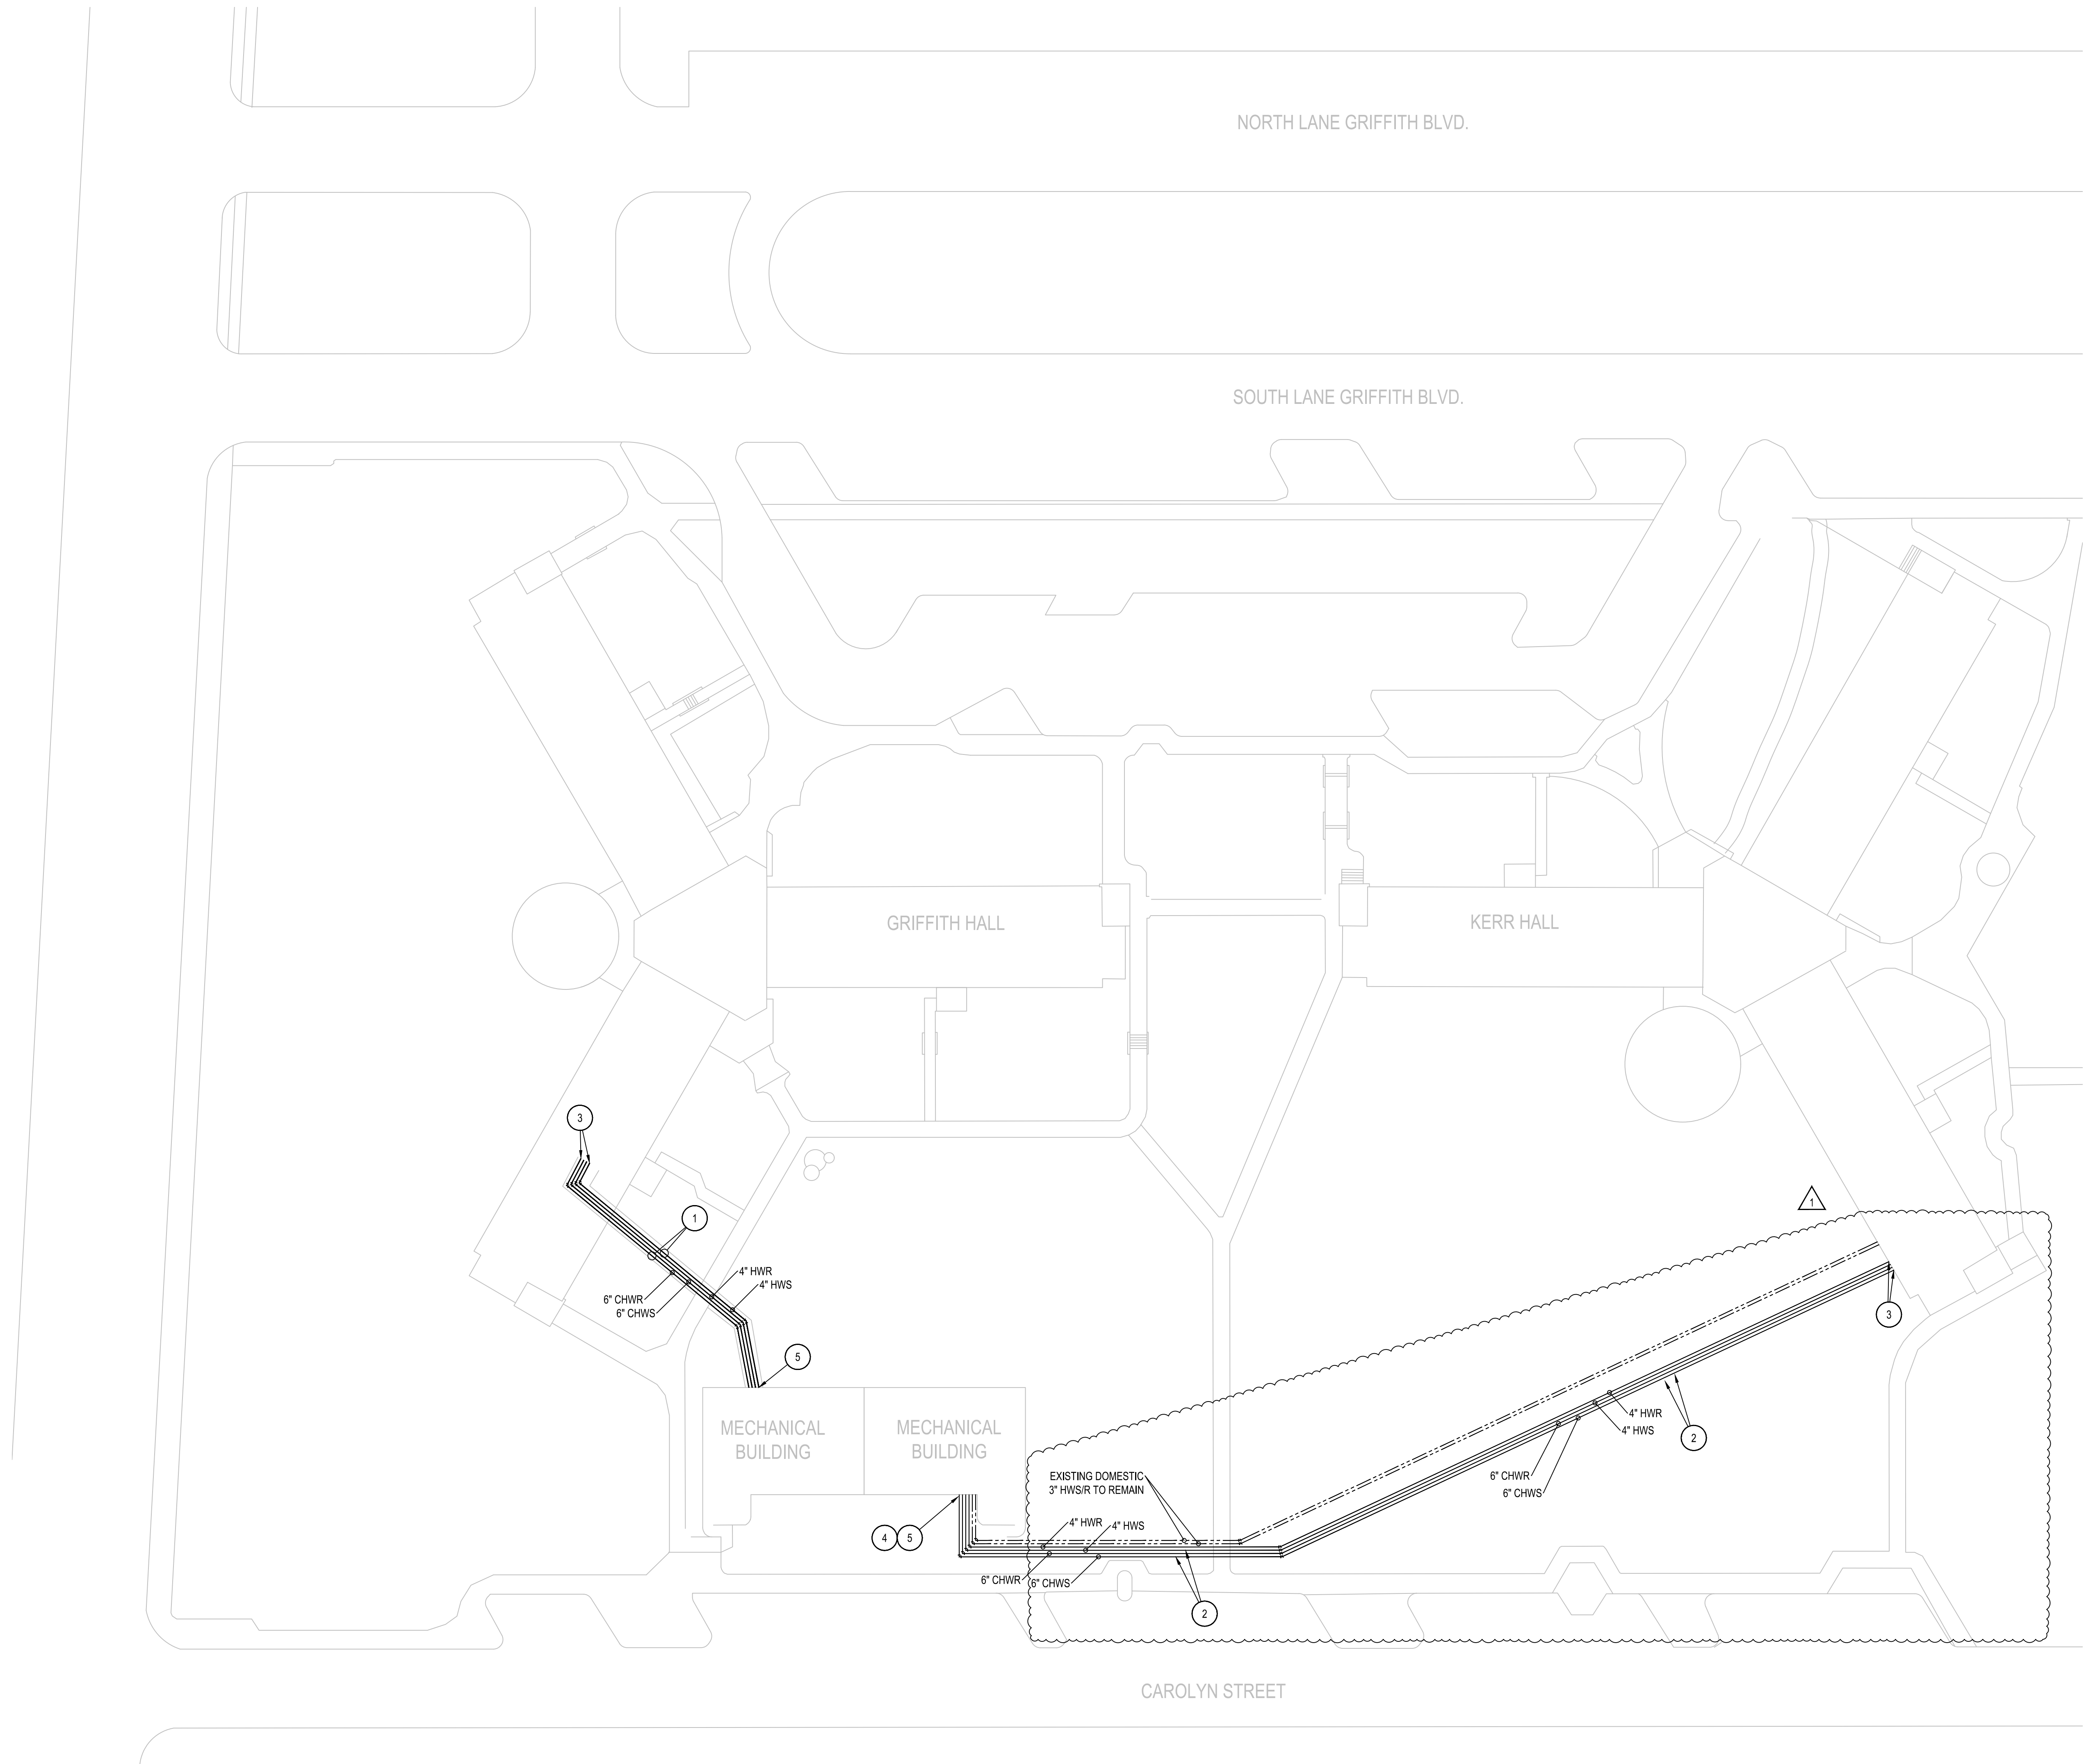 NORTH LANE GRIFFITH BLVD.
SOUTH LANE GRIFFITH BLVD.
GRIFFITH HALL
KERR HALL
3
1
1
4" HWR
4" HWS
6" CHWR
6" CHWS
3
5
4" HWR
4" HWS
2
MECHANICAL
BUILDING
MECHANICAL
BUILDING
6" CHWR
6" CHWS
EXISTING DOMESTIC
3" HWS/R TO REMAIN
4" HWR
4" HWS
4
5
6" CHWR
6" CHWS
2
CAROLYN STREET